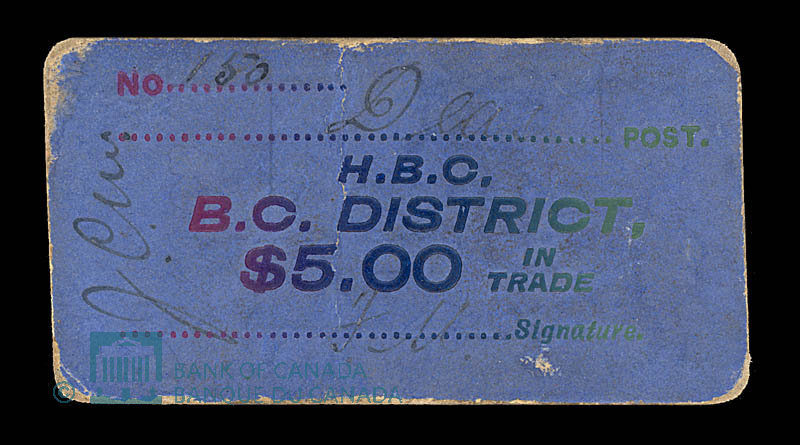 No. 150
POST.
H.B.C.
B.C. DISTRICT,
$5.00 IN TRADE
Signature.
© BANK OF CANADA
BANQUE DU CANADA